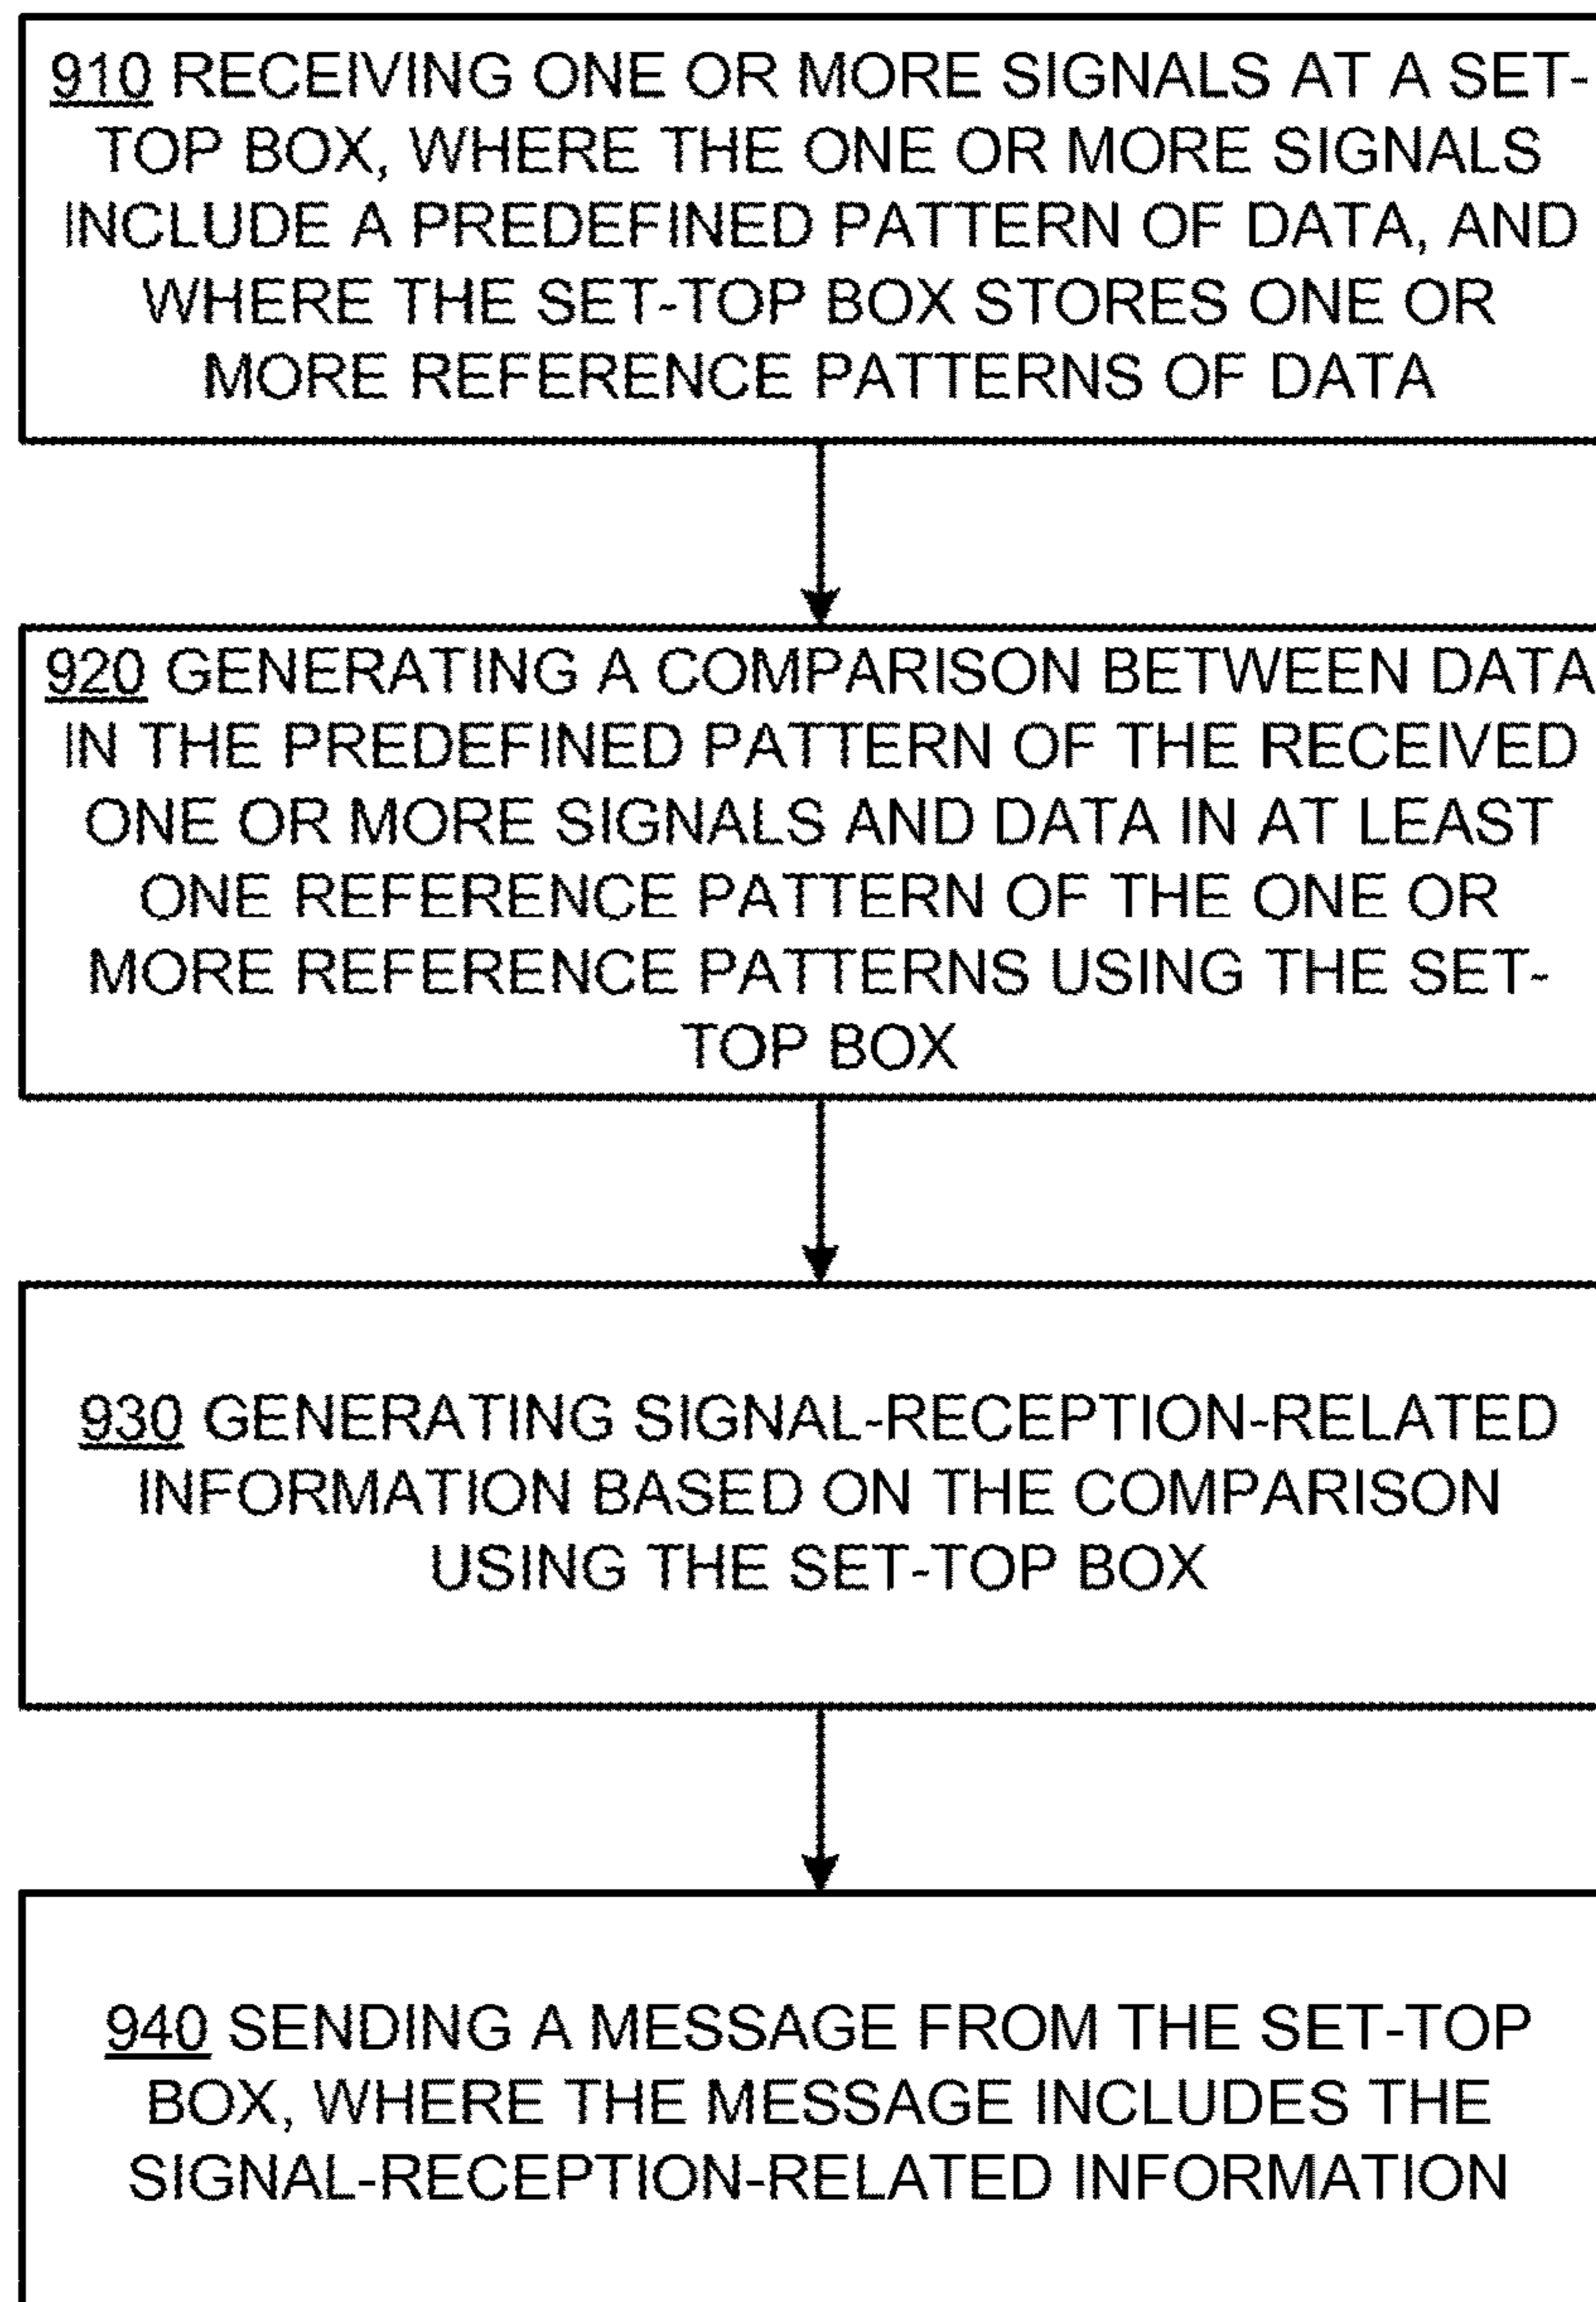 910 RECEIVING ONE OR MORE SIGNALS AT A SET-
TOP BOX, WHERE THE ONE OR MORE SIGNALS
INCLUDE A PREDEFINED PATTERN OF DATA, AND
WHERE THE SET-TOP BOX STORES ONE OR
MORE REFERENCE PATTERNS OF DATA
920 GENERATING A COMPARISON BETWEEN DATA
IN THE PREDEFINED PATTERN OF THE RECEIVED
ONE OR MORE SIGNALS AND DATA IN AT LEAST
ONE REFERENCE PATTERN OF THE ONE OR
MORE REFERENCE PATTERNS USING THE SET-
TOP BOX
930 GENERATING SIGNAL-RECEPTION-RELATED
INFORMATION BASED ON THE COMPARISON
USING THE SET-TOP BOX
940 SENDING A MESSAGE FROM THE SET-TOP
BOX, WHERE THE MESSAGE INCLUDES THE
SIGNAL-RECEPTION-RELATED INFORMATION